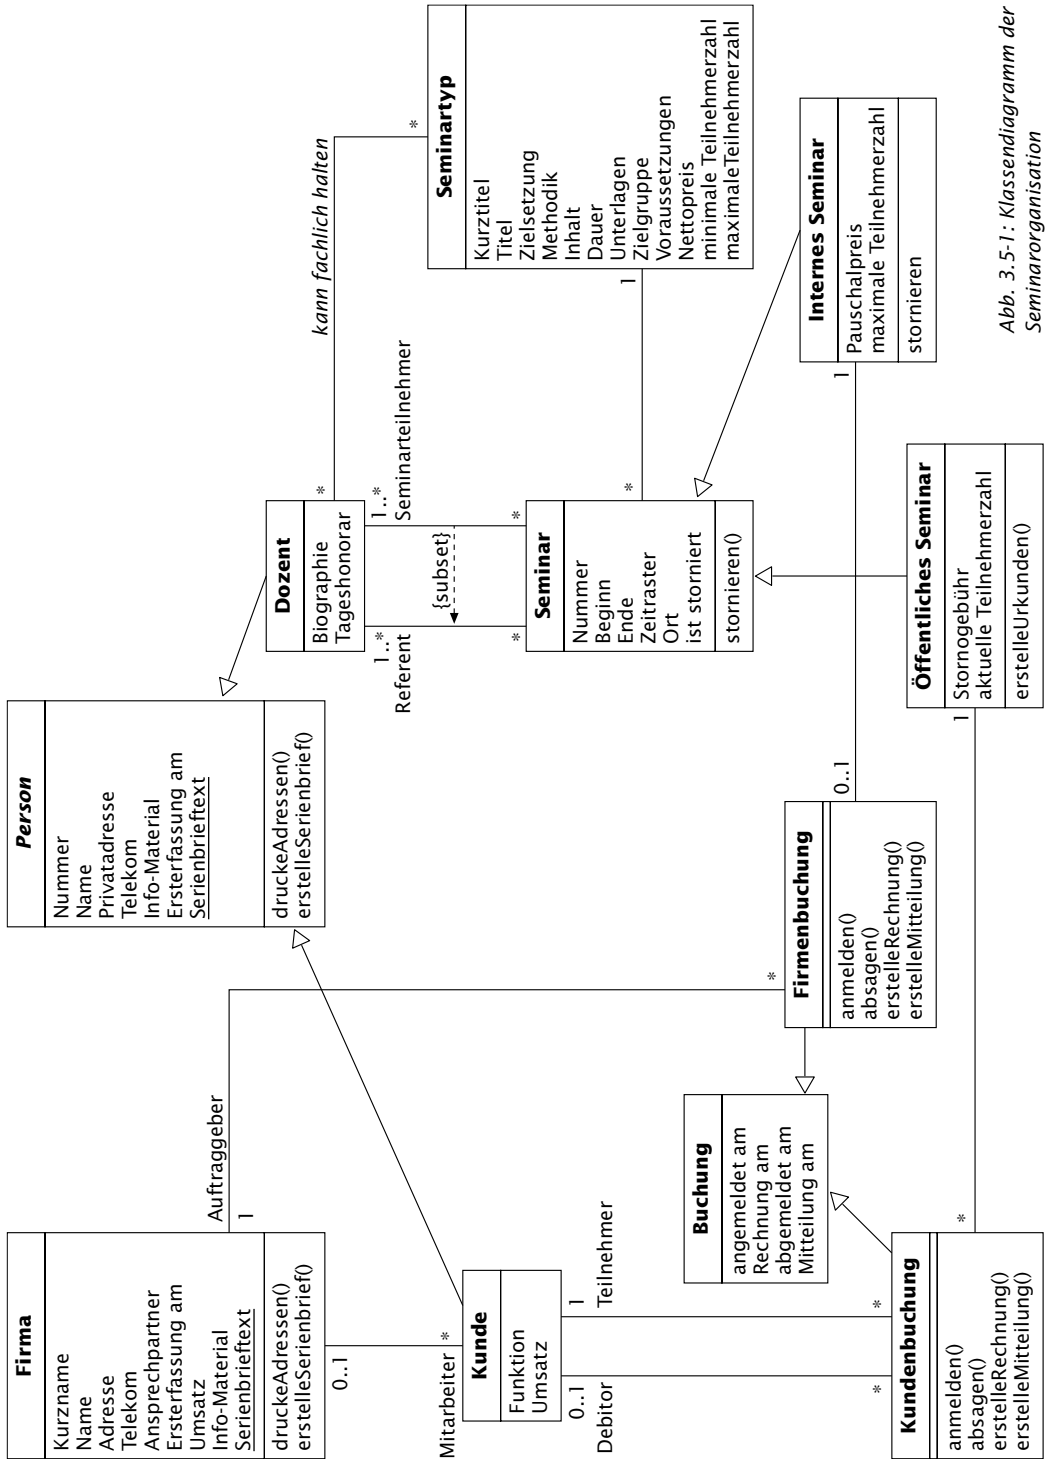 Firma
Kurzname
Name
Adresse
Telekom
Ansprechpartner
Ersterfassung am
Umsatz
Info-Material
Serienbrieftext
druckeAdressen()
erstelleSerienbrief()
Auftraggeber
1
0..1
Mitarbeiter
*
Kunde
Funktion
Umsatz
0..1
Debitor
1
Teilnehmer
*
*
Kundenbuchung
anmelden()
absagen()
erstelleRechnung()
erstelleMitteilung()
*
Buchung
angemeldet am
Rechnung am
abgemeldet am
Mitteilung am
Person
Nummer
Name
Privatadresse
Telekom
Info-Material
Ersterfassung am
Serienbrieftext
druckeAdressen()
erstelleSerienbrief()
*
Firmenbuchung
anmelden()
absagen()
erstelleRechnung()
erstelleMitteilung()
0..1
Dozent
Biographie
Tageshonorar
*
kann fachlich halten
*
1..*
Referent
{subset}
1..*
Seminarteilnehmer
*
*
Seminar
Nummer
Beginn
Ende
Zeitraster
Ort
ist storniert
stornieren()
*
1
Seminartyp
Kurztitel
Titel
Zielsetzung
Methodik
Inhalt
Dauer
Unterlagen
Zielgruppe
Voraussetzungen
Nettopreis
minimale Teilnehmerzahl
maximaleTeilnehmerzahl
Öffentliches Seminar
Stornogebühr
aktuelle Teilnehmerzahl
erstelleUrkunden()
1
Internes Seminar
Pauschalpreis
maximale Teilnehmerzahl
stornieren
1
Abb. 3.5-1: Klassendiagramm der
Seminarorganisation